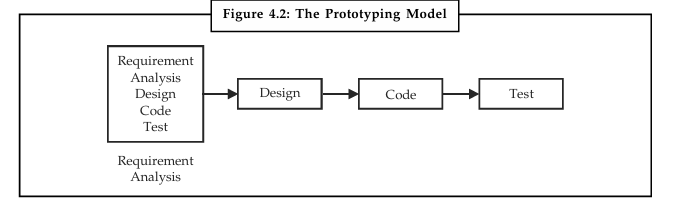 Figure 4.2: The Prototyping Model
Requirement
Analysis
Design
Code
Test
Design
Code
Test
Requirement
Analysis